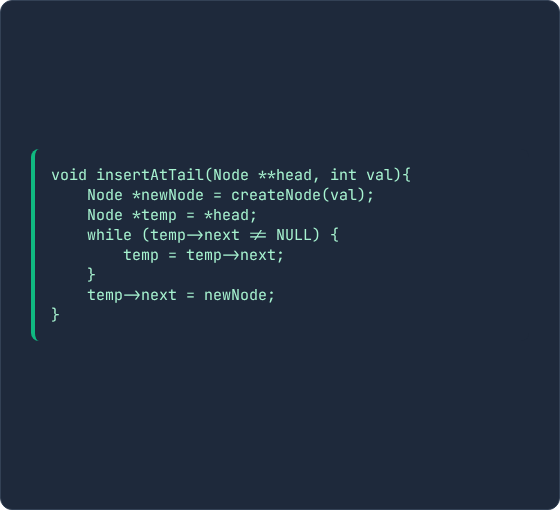 void insertAtTail(Node **head, int val){
    Node *newNode = createNode(val);
    Node *temp = *head;
    while (temp->next != NULL) {
        temp = temp->next;
    }
    temp->next = newNode;
}